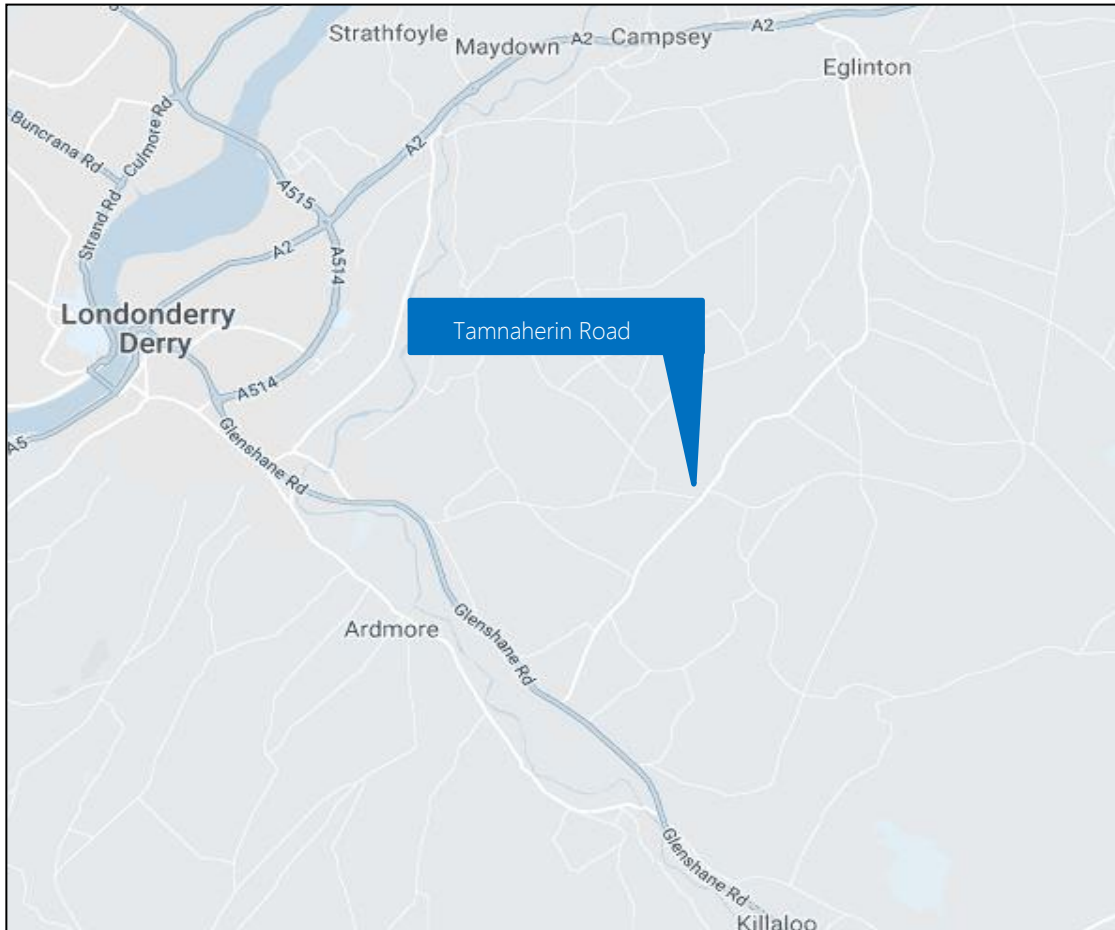 Strathfoyle
Maydown
A2
Campsey
A2
Eglinton
Buncrana Rd
Culmore Rd
A2
Strand Rd
A515
A2
A514
Londonderry
Derry
Tamnaherin Road
A514
A5
Glenshane Rd
Ardmore
Glenshane Rd
Glenshane Rd
Killaloo